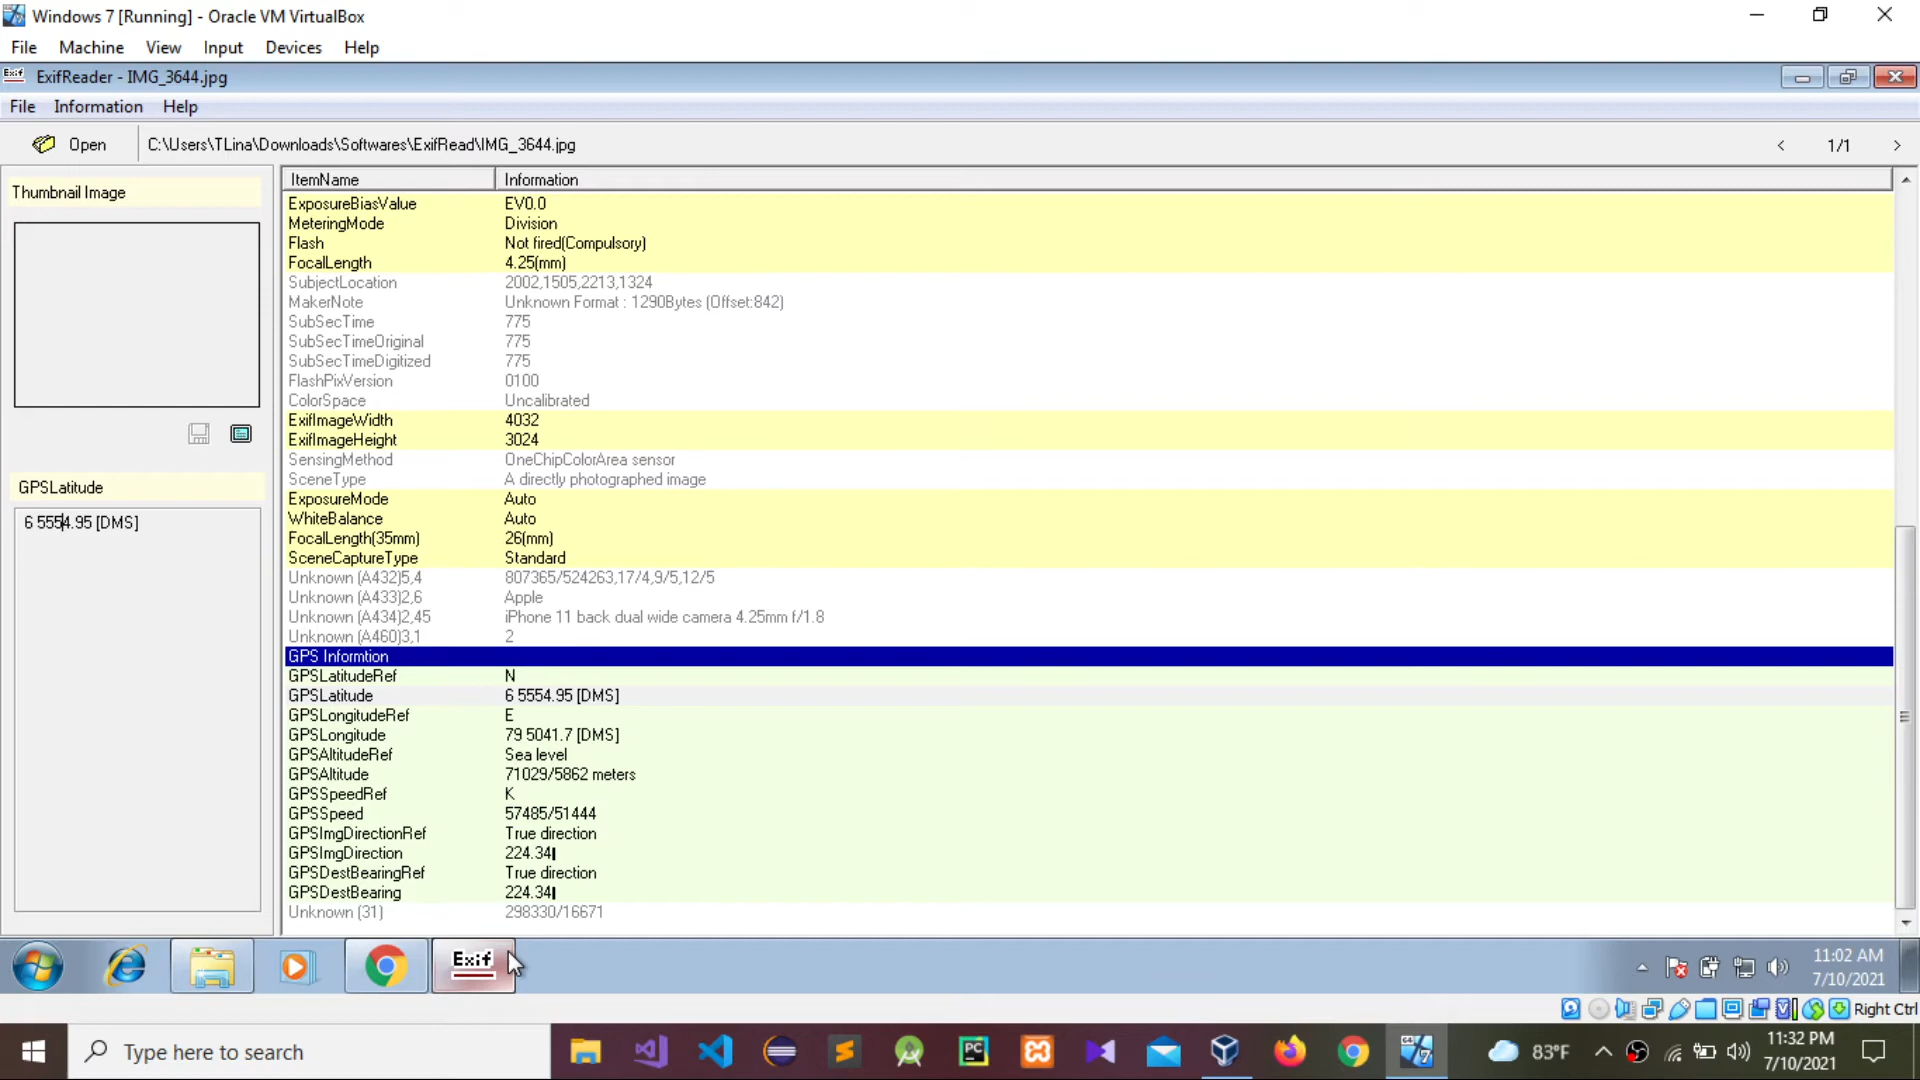 Windows 7 [Running] - Oracle VM VirtualBox
File Machine View Input Devices Help
Exif ExifReader - IMG_3644.jpg
File Information Help
Open C:\Users\TLina\Downloads\Softwares\ExifRead\IMG_3644.jpg < 1/1 >
Thumbnail Image
GPSLatitude
6 5554.95 [DMS]
ItemName Information
ExposureBiasValue EV0.0
MeteringMode Division
Flash Not fired(Compulsory)
FocalLength 4.25(mm)
SubjectLocation 2002,1505,2213,1324
MakerNote Unknown Format : 1290Bytes (Offset:842)
SubSecTime 775
SubSecTimeOriginal 775
SubSecTimeDigitized 775
FlashPixVersion 0100
ColorSpace Uncalibrated
ExifImageWidth 4032
ExifImageHeight 3024
SensingMethod OneChipColorArea sensor
SceneType A directly photographed image
ExposureMode Auto
WhiteBalance Auto
FocalLength(35mm) 26(mm)
SceneCaptureType Standard
Unknown (A432)5,4 807365/524263,17/4,9/5,12/5
Unknown (A433)2,6 Apple
Unknown (A434)2,45 iPhone 11 back dual wide camera 4.25mm f/1.8
Unknown (A460)3,1 2
GPS Informtion
GPSLatitudeRef N
GPSLatitude 6 5554.95 [DMS]
GPSLongitudeRef E
GPSLongitude 79 5041.7 [DMS]
GPSAltitudeRef Sea level
GPSAltitude 71029/5862 meters
GPSSpeedRef K
GPSSpeed 57485/51444
GPSImgDirectionRef True direction
GPSImgDirection 224.34
GPSDestBearingRef True direction
GPSDestBearing 224.34
Unknown (31) 298330/16671
Exif
11:02 AM
7/10/2021
Right Ctrl
Type here to search
PC
83°F
11:32 PM
7/10/2021